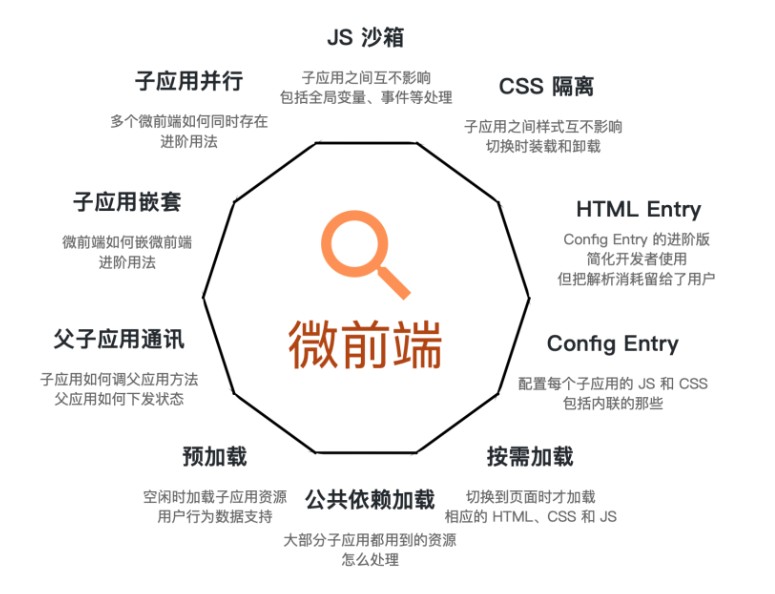 JS 沙箱
子应用之间互不影响
包括全局变量、事件等处理
CSS 隔离
子应用之间样式互不影响
切换时装载和卸载
HTML Entry
Config Entry 的进阶版
简化开发者使用
但把解析消耗留给了用户
Config Entry
配置每个子应用的 JS 和 CSS
包括内联的那些
按需加载
切换到页面时才加载
相应的 HTML、CSS 和 JS
公共依赖加载
大部分子应用都用到的资源
怎么处理
预加载
空闲时加载子应用资源
用户行为数据支持
父子应用通讯
子应用如何调父应用方法
父应用如何下发状态
子应用嵌套
微前端如何嵌微前端
进阶用法
子应用并行
多个微前端如何同时存在
进阶用法
微前端